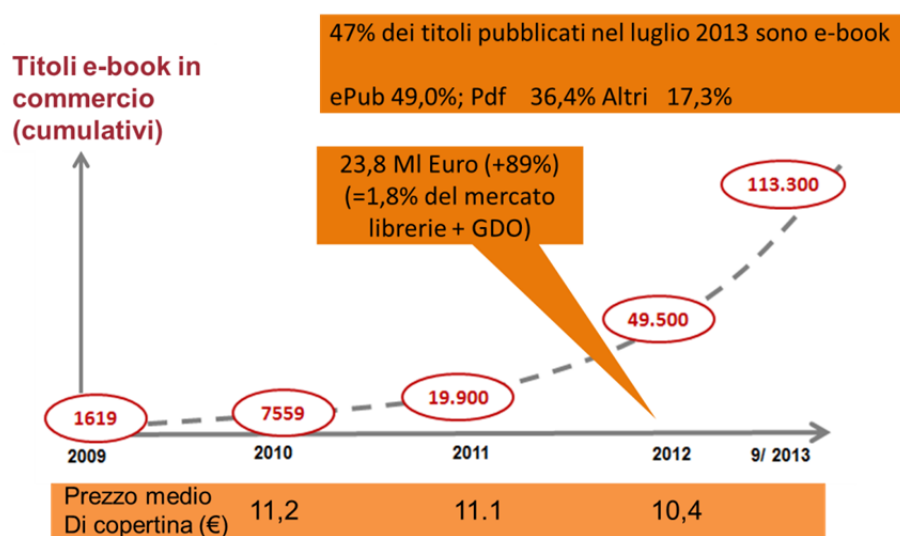 47% dei titoli pubblicati nel luglio 2013 sono e-book
ePub 49,0%; Pdf 36,4% Altri 17,3%
Titoli e-book in
commercio
(cumulativi)
23,8 Ml Euro (+89%)
(=1,8% del mercato
librerie + GDO)
113.300
49.500
19.900
7559
1619
2009 2010 2011 2012 9/ 2013
Prezzo medio
Di copertina (€) 11,2 11.1 10,4